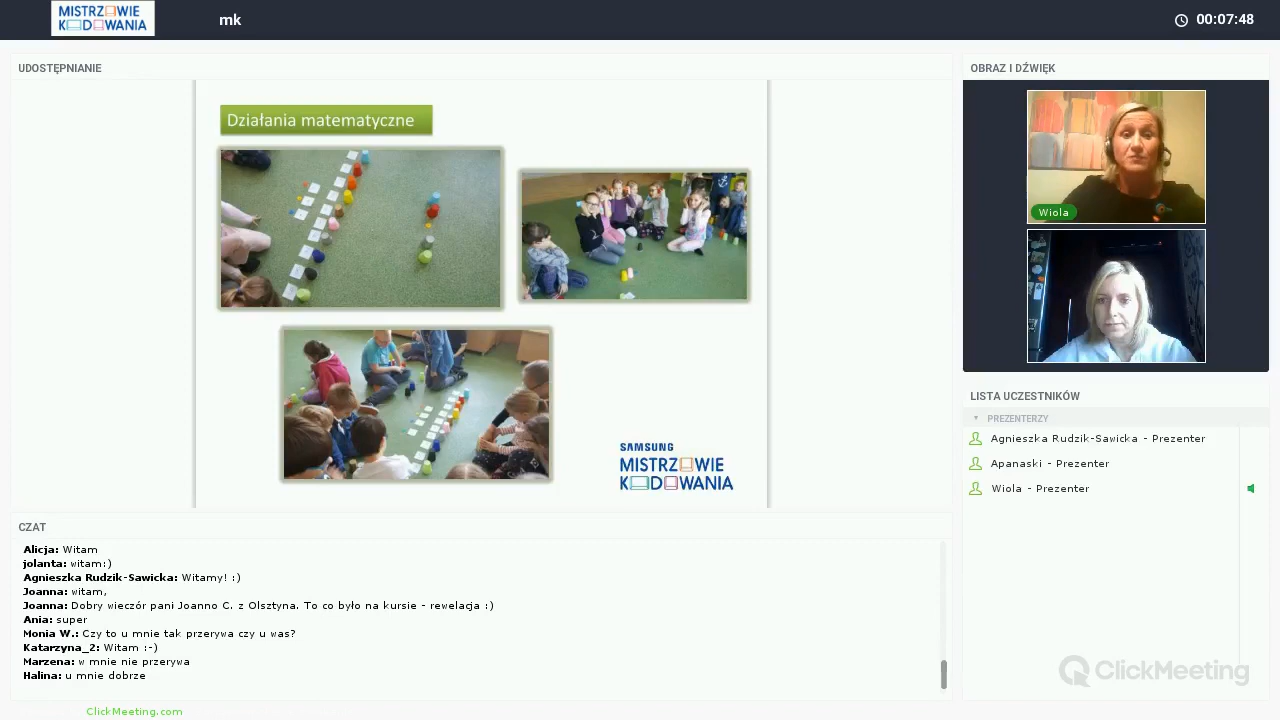 MISTRZOWIE
KODOWANIA
mk
00:07:48
UDOSTĘPNIANIE
Działania matematyczne
SAMSUNG
MISTRZOWIE
KODOWANIA
CZAT
Alicja: Witam
jolanta: witam:)
Agnieszka Rudzik-Sawicka: Witamy! :)
Joanna: witam,
Joanna: Dobry wieczór pani Joanno C. z Olsztyna. To co było na kursie - rewelacja :)
Ania: super
Monia W.: Czy to u mnie tak przerywa czy u was?
Katarzyna_2: Witam :-)
Marzena: w mnie nie przerywa
Halina: u mnie dobrze
ClickMeeting.com
OBRAZ I DŹWIĘK
Wiola
LISTA UCZESTNIKÓW
PREZENTERZY
Agnieszka Rudzik-Sawicka - Prezenter
Apanaski - Prezenter
Wiola - Prezenter
ClickMeeting